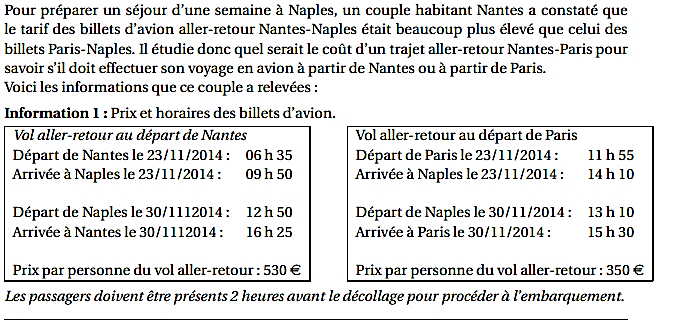 Pour préparer un séjour d'une semaine à Naples, un couple habitant Nantes a constaté que
le tarif des billets d'avion aller-retour Nantes-Naples était beaucoup plus élevé que celui des
billets Paris-Naples. Il étudie donc quel serait le coût d'un trajet aller-retour Nantes-Paris pour
savoir s'il doit effectuer son voyage en avion à partir de Nantes ou à partir de Paris.
Voici les informations que ce couple a relevées :
Information 1 : Prix et horaires des billets d'avion.
Vol aller-retour au départ de Nantes
Départ de Nantes le 23/11/2014 : 06 h 35
Arrivée à Naples le 23/11/2014 : 09 h 50
Départ de Naples le 30/1112014 : 12 h 50
Arrivée à Nantes le 30/1112014 : 16 h 25
Prix par personne du vol aller-retour : 530 €
Vol aller-retour au départ de Paris
Départ de Paris le 23/11/2014 : 11 h 55
Arrivée à Naples le 23/11/2014 : 14 h 10
Départ de Naples le 30/11/2014 : 13 h 10
Arrivée à Paris le 30/11/2014 : 15 h 30
Prix par personne du vol aller-retour : 350 €
Les passagers doivent être présents 2 heures avant le décollage pour procéder à l'embarquement.